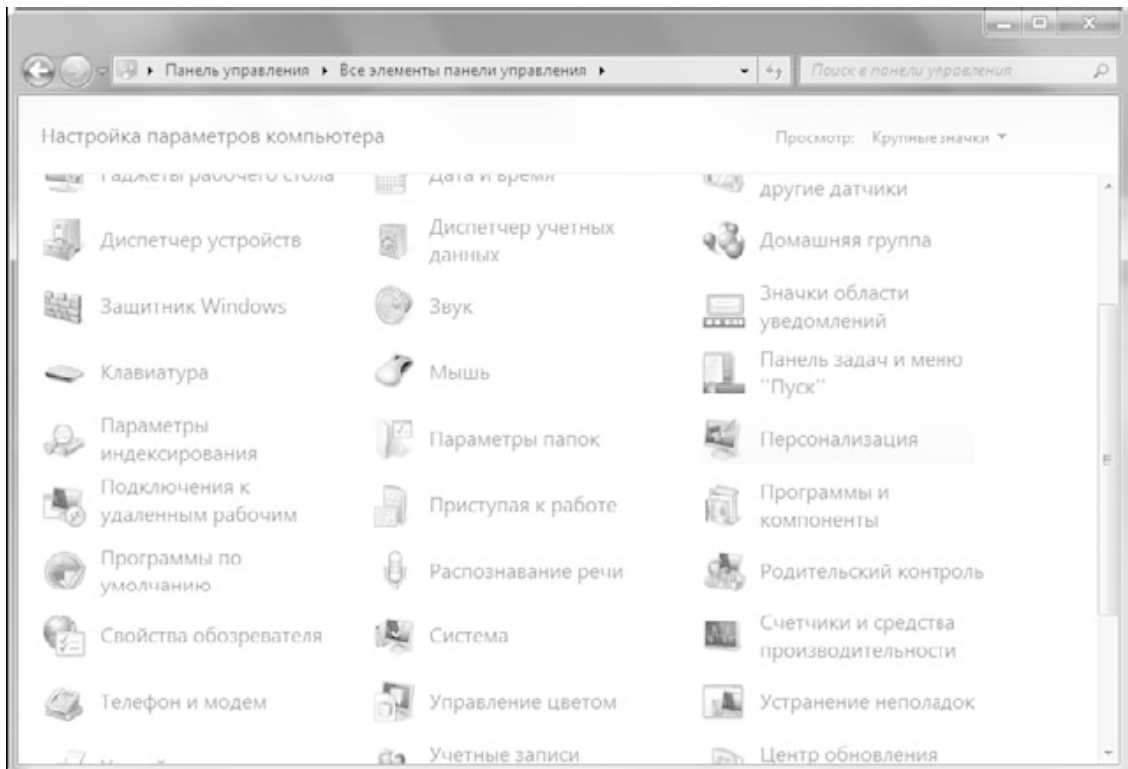 Панель управления ▸ Все элементы панели управления ▸
Поиск в панели управления
Настройка параметров компьютера
Просмотр: Крупные значки
Гаджеты рабочего стола
Дата и время
другие датчики
Диспетчер устройств
Диспетчер учетных
данных
Домашняя группа
Защитник Windows
Звук
Значки области
уведомлений
Клавиатура
Мышь
Панель задач и меню
"Пуск"
Параметры
индексирования
Параметры папок
Персонализация
Подключения к
удаленным рабочим
Приступая к работе
Программы и
компоненты
Программы по
умолчанию
Распознавание речи
Родительский контроль
Свойства обозревателя
Система
Счетчики и средства
производительности
Телефон и модем
Управление цветом
Устранение неполадок
Учетные записи
Центр обновления